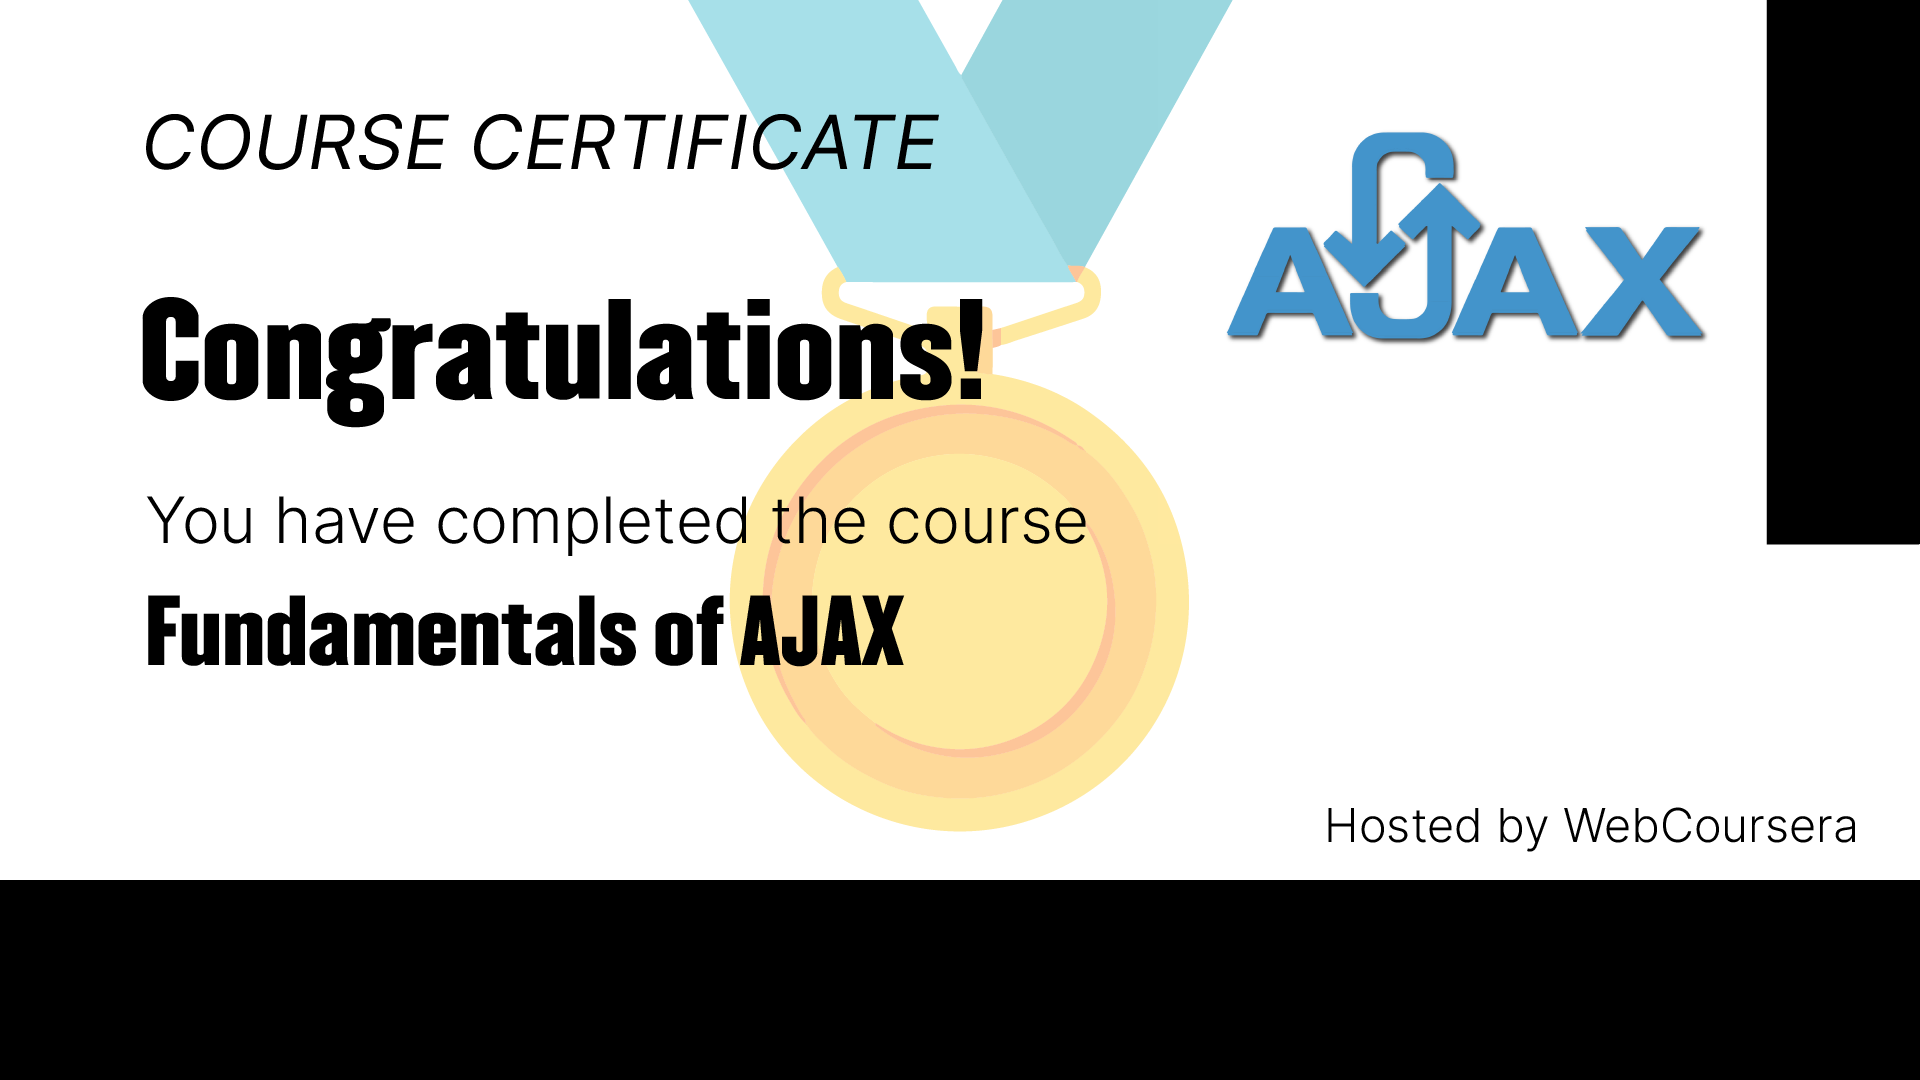 COURSE CERTIFICATE
AJAX
Congratulations!
You have completed the course
Fundamentals of AJAX
Hosted by WebCoursera